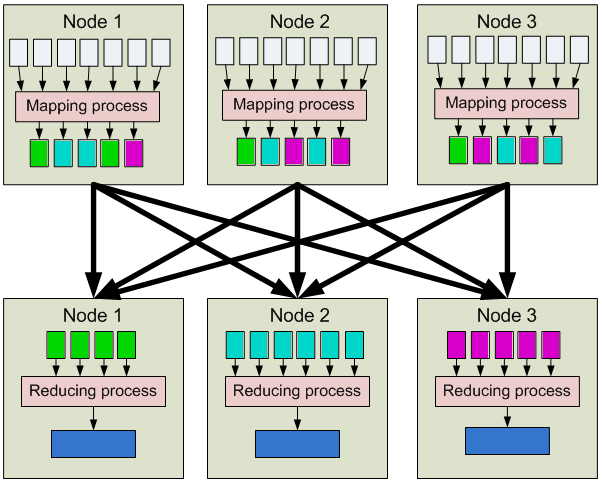 Node 1
Node 2
Node 3
Mapping process
Mapping process
Mapping process
Node 1
Node 2
Node 3
Reducing process
Reducing process
Reducing process